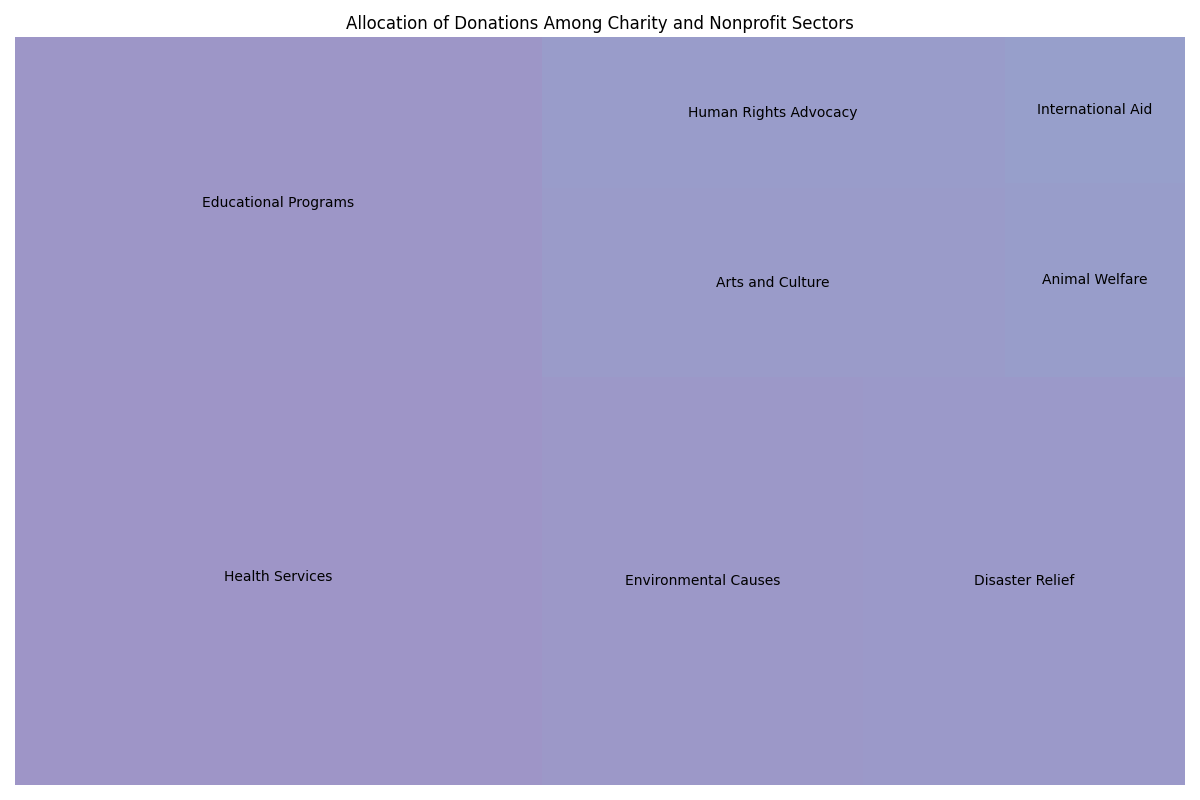 Allocation of Donations Among Charity and Nonprofit Sectors
Educational Programs
Human Rights Advocacy
International Aid
Arts and Culture
Animal Welfare
Health Services
Environmental Causes
Disaster Relief